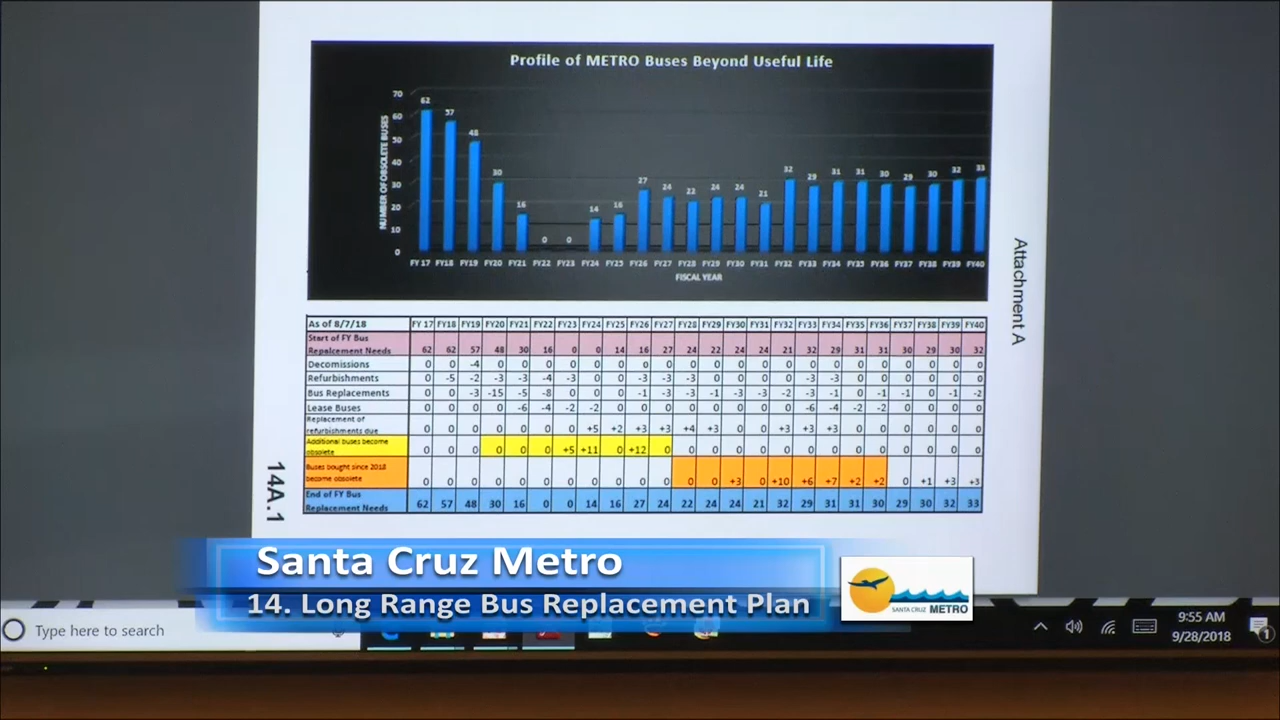 Profile of METRO Buses Beyond Useful Life
NUMBER OF OBSOLETE BUSES
70
60
50
40
30
20
10
0
62 57 48 30 16 0 0 14 16 27 24 22 24 24 21 32 29 31 31 30 29 30 32 33
FY 17 FY18 FY19 FY20 FY21 FY22 FY23 FY24 FY25 FY26 FY27 FY28 FY29 FY30 FY31 FY32 FY33 FY34 FY35 FY36 FY37 FY38 FY39 FY40
FISCAL YEAR
Attachment A
As of 8/7/18 FY 17 FY18 FY19 FY20 FY21 FY22 FY23 FY24 FY25 FY26 FY27 FY28 FY29 FY30 FY31 FY32 FY33 FY34 FY35 FY36 FY37 FY38 FY39 FY40
Start of FY Bus
Repalcement Needs 62 62 57 48 30 16 0 0 14 16 27 24 22 24 24 21 32 29 31 31 30 29 30 32
Decomissions 0 0 -4 0 0 0 0 0 0 0 0 0 0 0 0 0 0 0 0 0 0 0 0 0
Refurbishments 0 -5 -2 -3 -3 -4 -3 0 0 -3 -3 -3 0 0 0 0 -3 -3 0 0 0 0 0 0
Bus Replacements 0 0 -3 -15 -5 -8 0 0 0 -1 -3 -3 -1 -3 -3 -2 -3 -1 0 -1 -1 0 -1 -2
Lease Buses 0 0 0 0 -6 -4 -2 -2 0 0 0 0 0 0 0 0 -6 -4 -2 -2 0 0 0 0
Replacement of
refurbishments due 0 0 0 0 0 0 0 +5 +2 +3 +3 +4 +3 0 0 +3 +3 +3 0 0 0 0 0 0
Additional buses become
obsolete 0 0 0 0 0 0 +5 +11 0 +12 0 0 0 0 0 0 0 0 0 0 0 0 0 0
Buses bought since 2018
become obsolete 0 0 0 0 0 0 0 0 0 0 0 0 0 +3 0 +10 +6 +7 +2 +2 0 +1 +3 +3
End of FY Bus
Replacement Needs 62 57 48 30 16 0 0 14 16 27 24 22 24 24 21 32 29 31 31 30 29 30 32 33
14A.1
Santa Cruz Metro
14. Long Range Bus Replacement Plan
SANTA CRUZ METRO
Type here to search
9:55 AM
9/28/2018
1